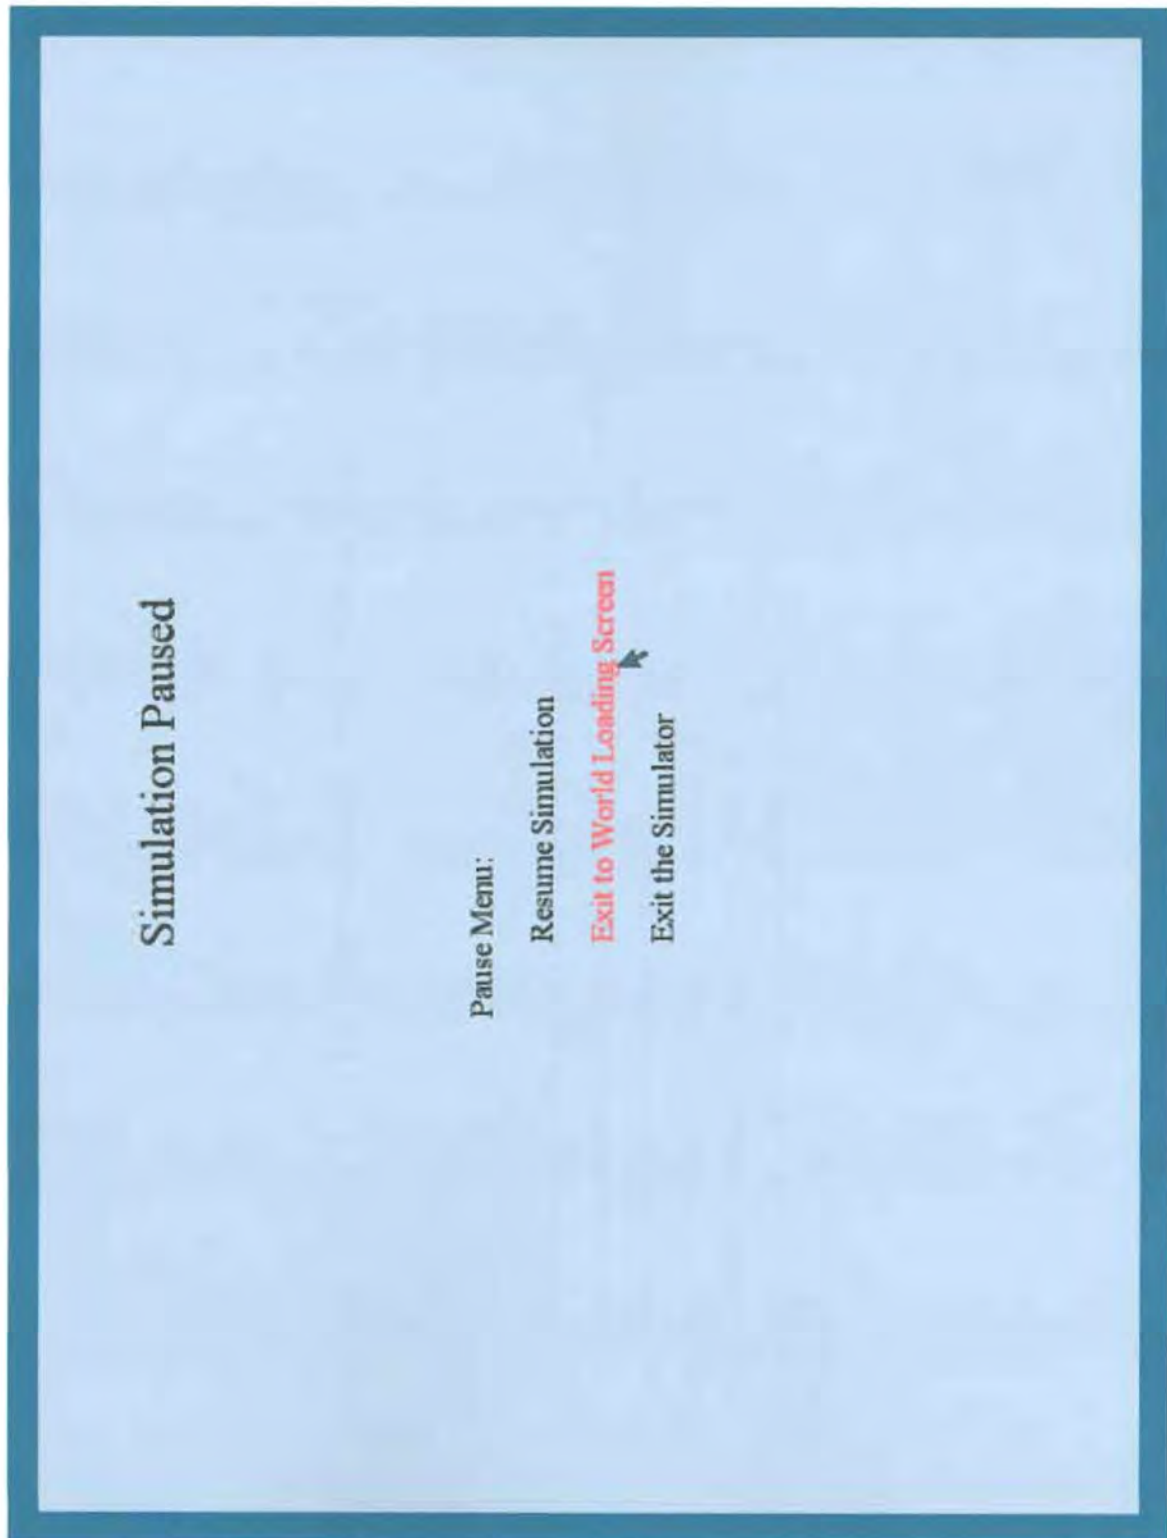 Simulation Paused
Pause Menu:
Resume Simulation
Exit to World Loading Screen
Exit the Simulator